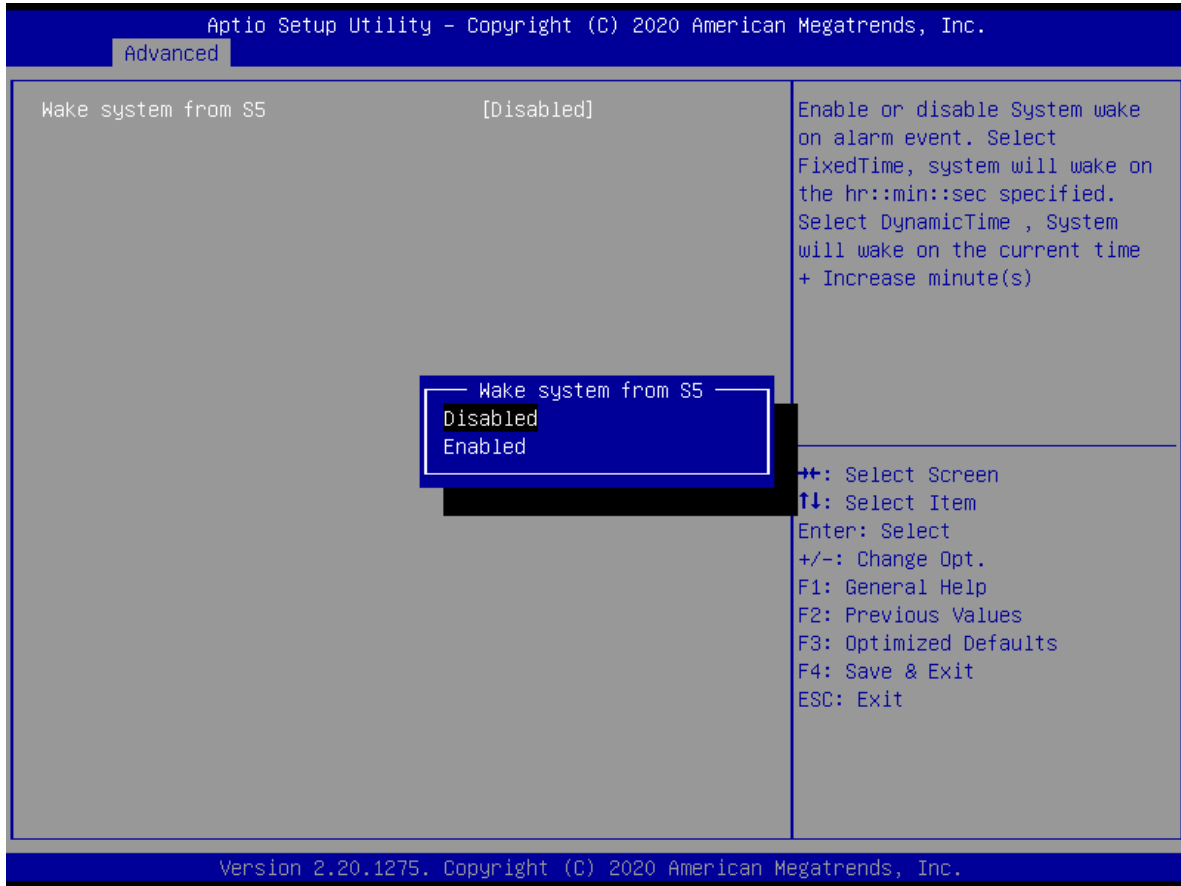 Aptio Setup Utility – Copyright (C) 2020 American Megatrends, Inc.
Advanced
Wake system from S5 [Disabled]
Enable or disable System wake
on alarm event. Select
FixedTime, system will wake on
the hr::min::sec specified.
Select DynamicTime , System
will wake on the current time
+ Increase minute(s)
Wake system from S5
Disabled
Enabled
→←: Select Screen
↑↓: Select Item
Enter: Select
+/-: Change Opt.
F1: General Help
F2: Previous Values
F3: Optimized Defaults
F4: Save & Exit
ESC: Exit
Version 2.20.1275. Copyright (C) 2020 American Megatrends, Inc.